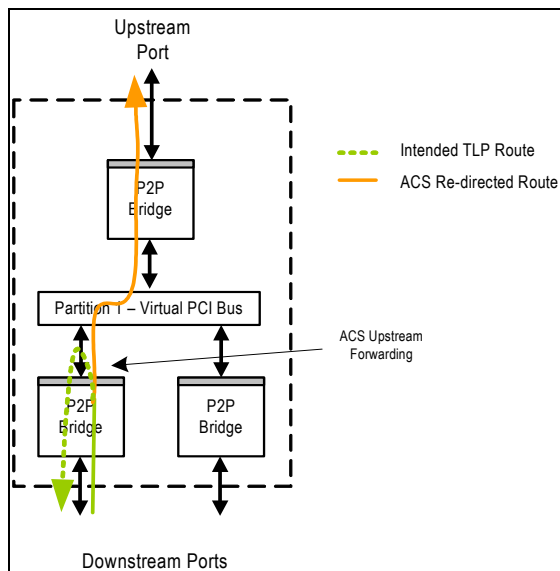 Upstream
Port
Intended TLP Route
ACS Re-directed Route
P2P
Bridge
Partition 1 – Virtual PCI Bus
ACS Upstream
Forwarding
P2P
Bridge
P2P
Bridge
Downstream Ports